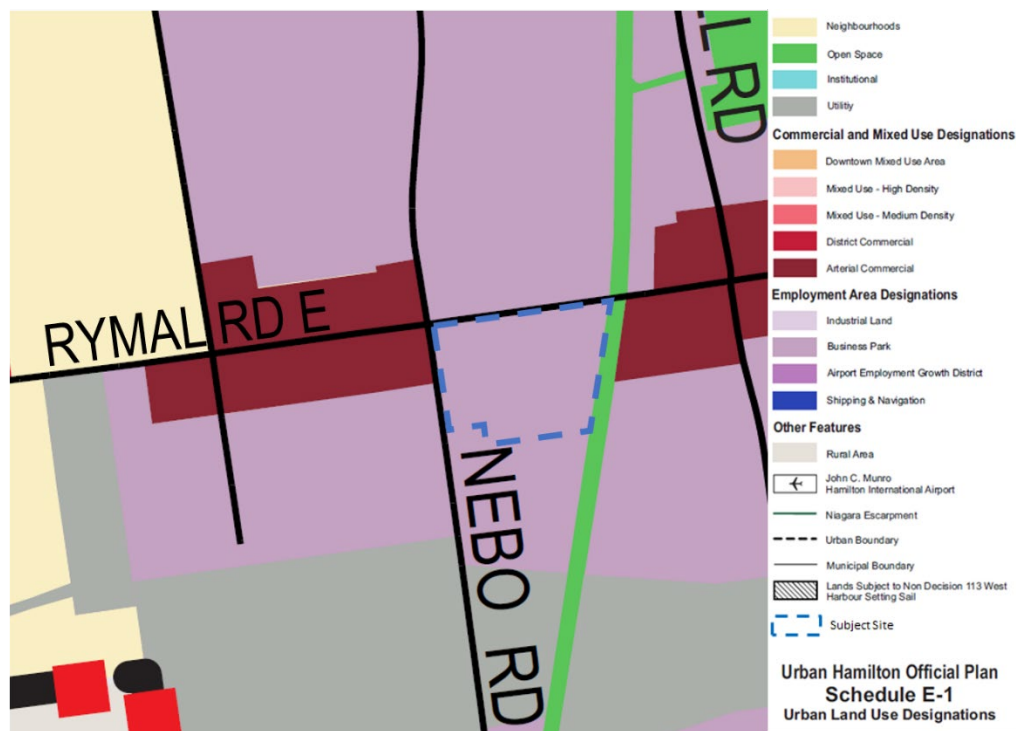 L RD
RYMAL RD E
NEBO RD
Neighbourhoods
Open Space
Institutional
Utilitiy
Commercial and Mixed Use Designations
Downtown Mixed Use Area
Mixed Use - High Density
Mixed Use - Medium Density
District Commercial
Arterial Commercial
Employment Area Designations
Industrial Land
Business Park
Airport Employment Growth District
Shipping & Navigation
Other Features
Rural Area
John C. Munro
Hamilton International Airport
Niagara Escarpment
Urban Boundary
Municipal Boundary
Lands Subject to Non Decision 113 West
Harbour Setting Sail
Subject Site
Urban Hamilton Official Plan
Schedule E-1
Urban Land Use Designations